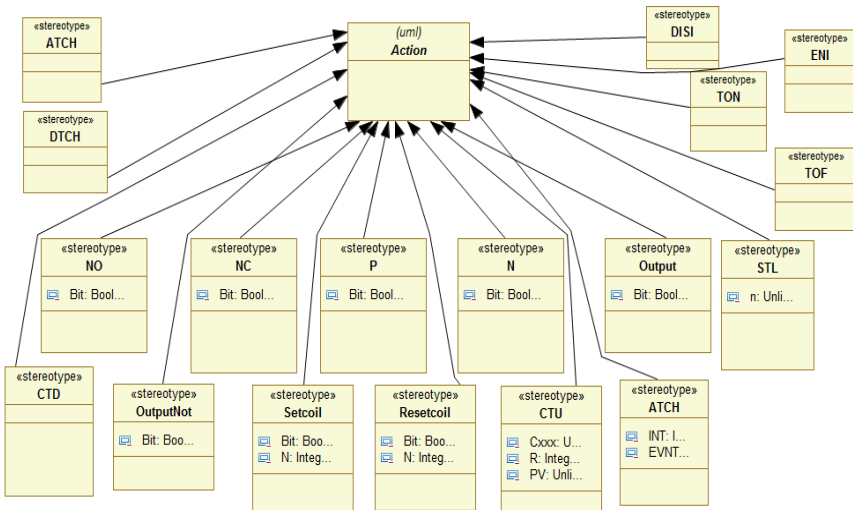 «stereotype»
ATCH
(uml)
Action
«stereotype»
DISI
«stereotype»
ENI
«stereotype»
TON
«stereotype»
DTCH
«stereotype»
TOF
«stereotype»
NO
Bit: Bool...
«stereotype»
NC
Bit: Bool...
«stereotype»
P
Bit: Bool...
«stereotype»
N
Bit: Bool...
«stereotype»
Output
Bit: Bool...
«stereotype»
STL
n: Unli...
«stereotype»
CTD
«stereotype»
OutputNot
Bit: Boo...
«stereotype»
Setcoil
Bit: Boo...
N: Integ...
«stereotype»
Resetcoil
Bit: Boo...
N: Integ...
«stereotype»
CTU
Cxxx: U...
R: Integ...
PV: Unli...
«stereotype»
ATCH
INT: I...
EVNT...